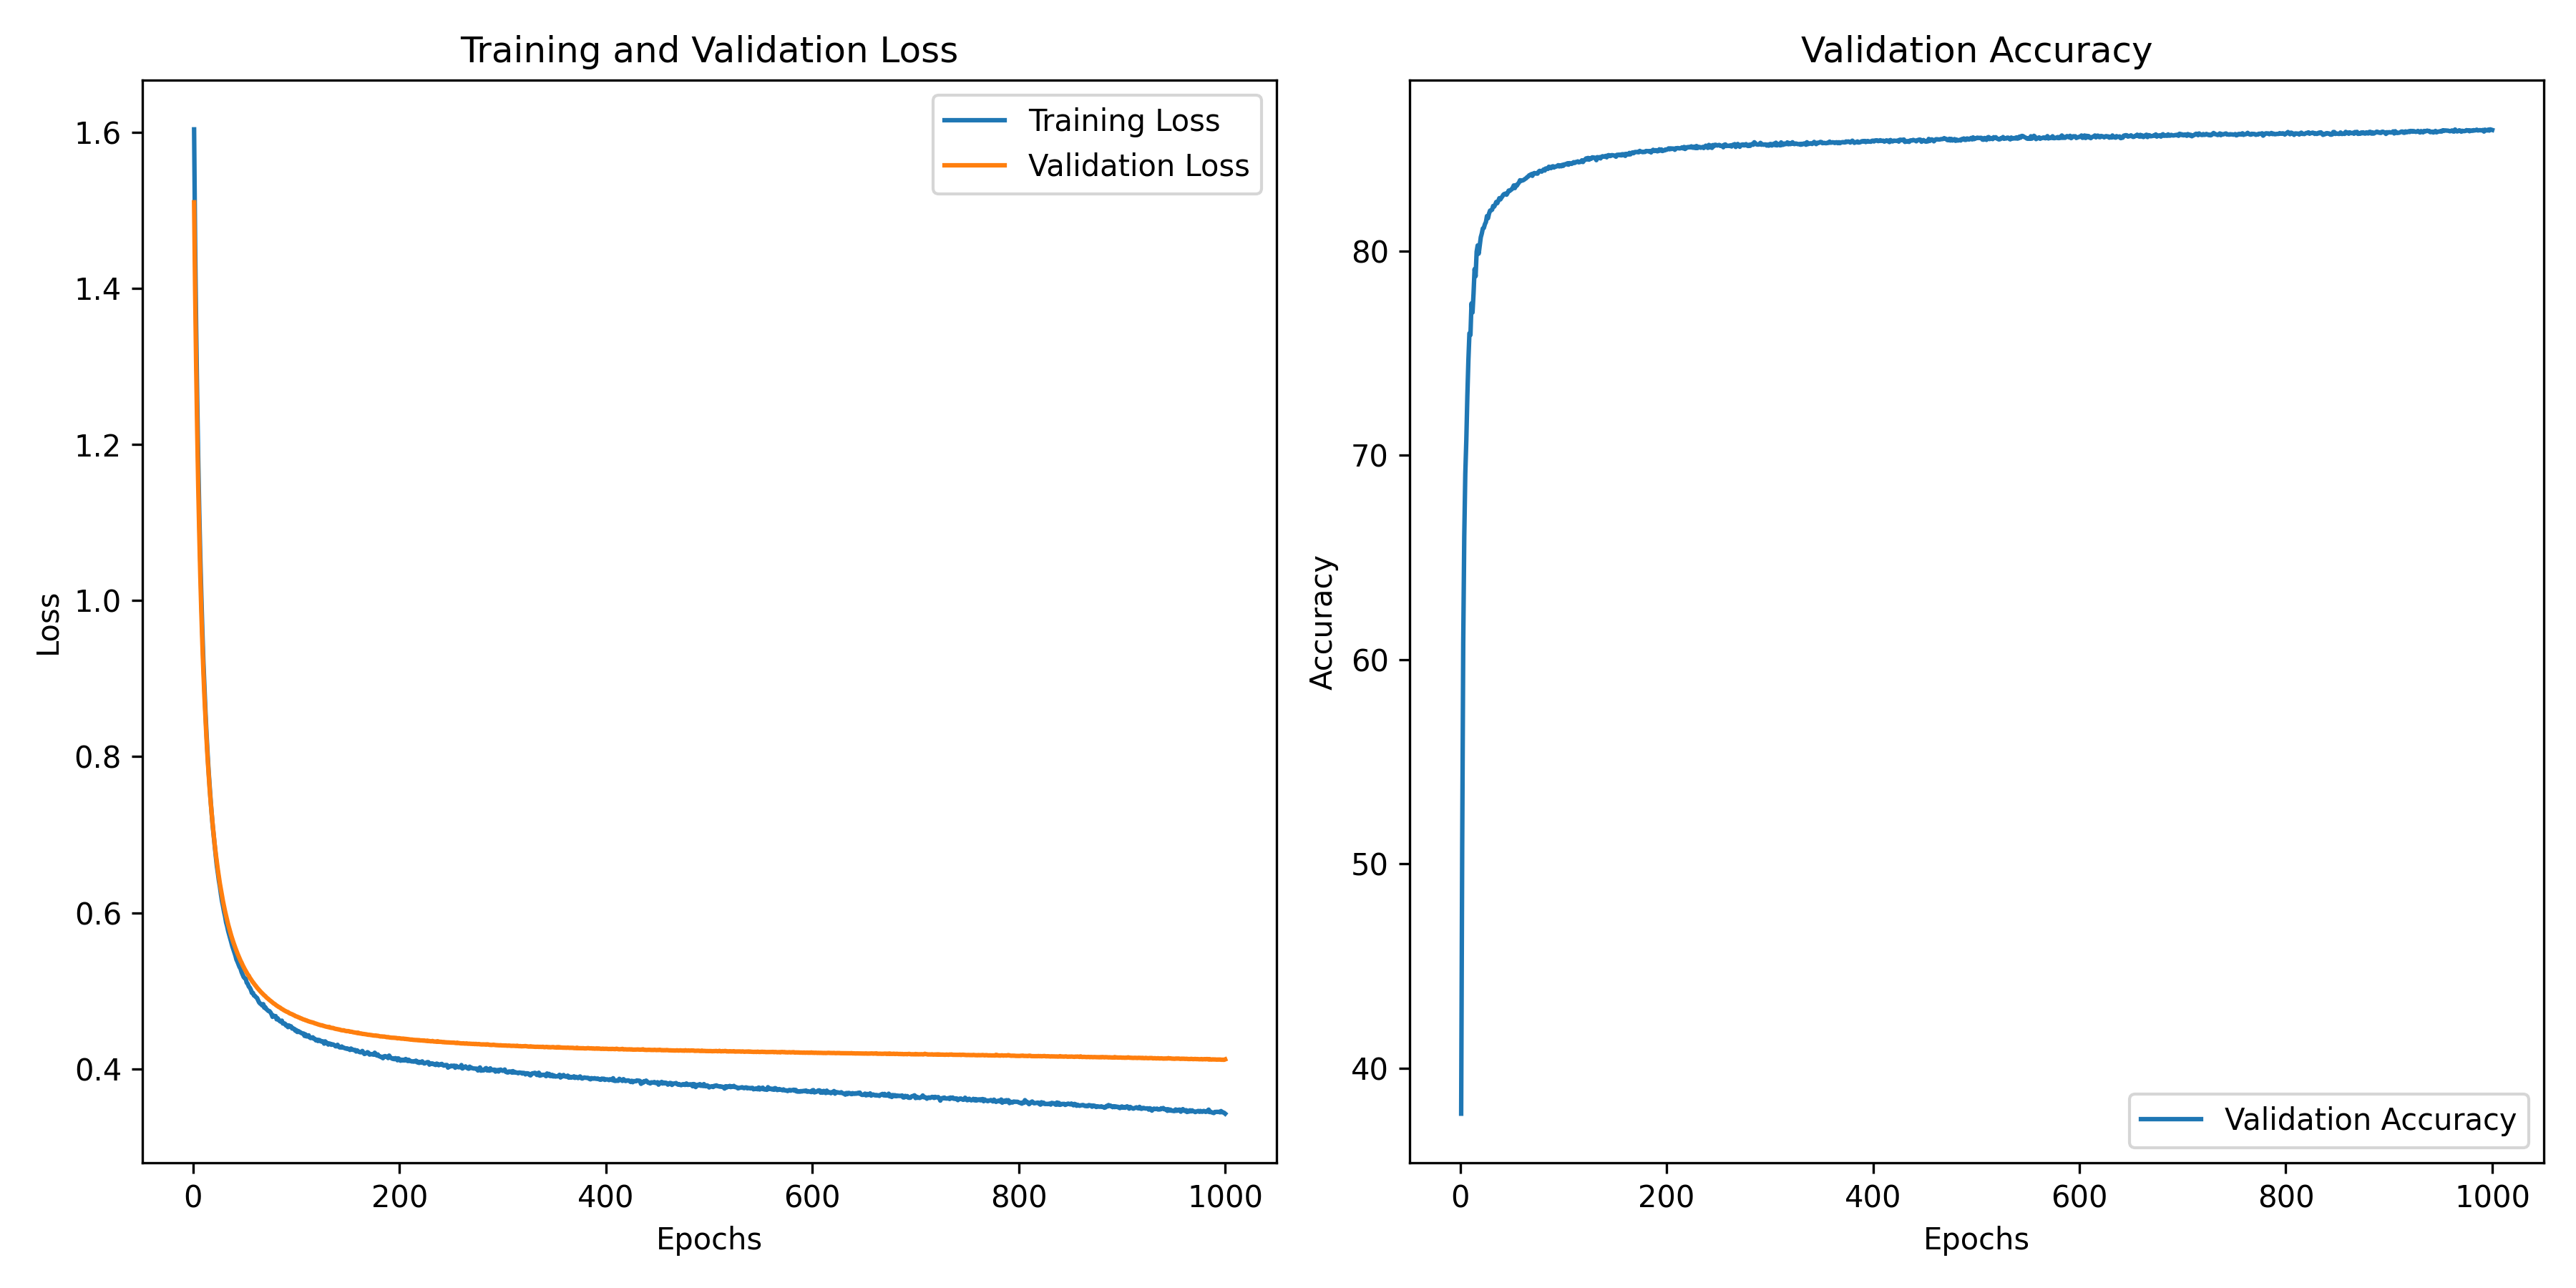 Training and Validation Loss
Training Loss
Validation Loss
1.6
1.4
1.2
1.0
0.8
0.6
0.4
Loss
0 200 400 600 800 1000
Epochs
Validation Accuracy
80
70
60
50
40
Accuracy
Validation Accuracy
0 200 400 600 800 1000
Epochs